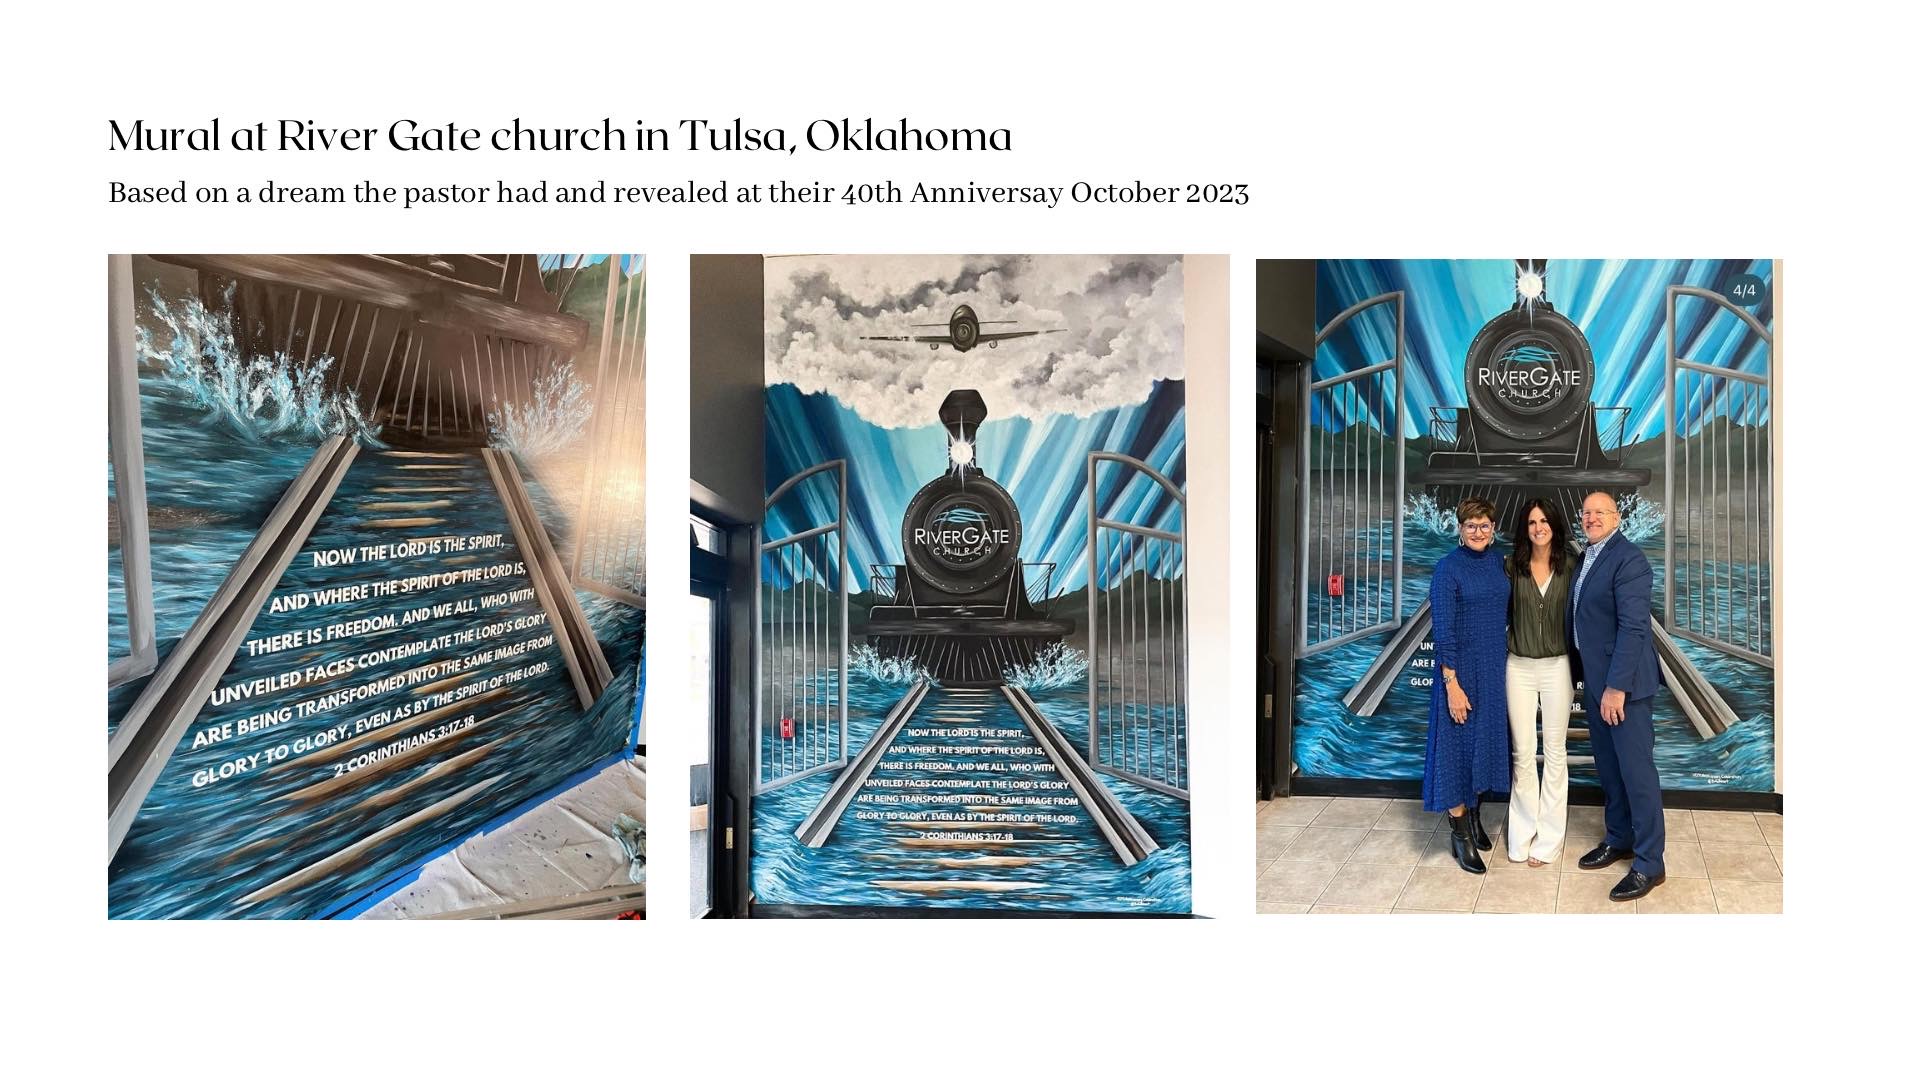 Mural at River Gate church in Tulsa, Oklahoma
Based on a dream the pastor had and revealed at their 40th Anniversay October 2023
NOW THE LORD IS THE SPIRIT,
AND WHERE THE SPIRIT OF THE LORD IS,
THERE IS FREEDOM. AND WE ALL, WHO WITH
UNVEILED FACES CONTEMPLATE THE LORD'S GLORY
ARE BEING TRANSFORMED INTO THE SAME IMAGE FROM
GLORY TO GLORY, EVEN AS BY THE SPIRIT OF THE LORD.
2 CORINTHIANS 3:17-18
RIVERGATE
CHURCH
NOW THE LORD IS THE SPIRIT,
AND WHERE THE SPIRIT OF THE LORD IS,
THERE IS FREEDOM. AND WE ALL, WHO WITH
UNVEILED FACES CONTEMPLATE THE LORD'S GLORY
ARE BEING TRANSFORMED INTO THE SAME IMAGE FROM
GLORY TO GLORY, EVEN AS BY THE SPIRIT OF THE LORD.
2 CORINTHIANS 3:17-18
4/4
RIVERGATE
CHURCH
UN
ARE
GLOR
18